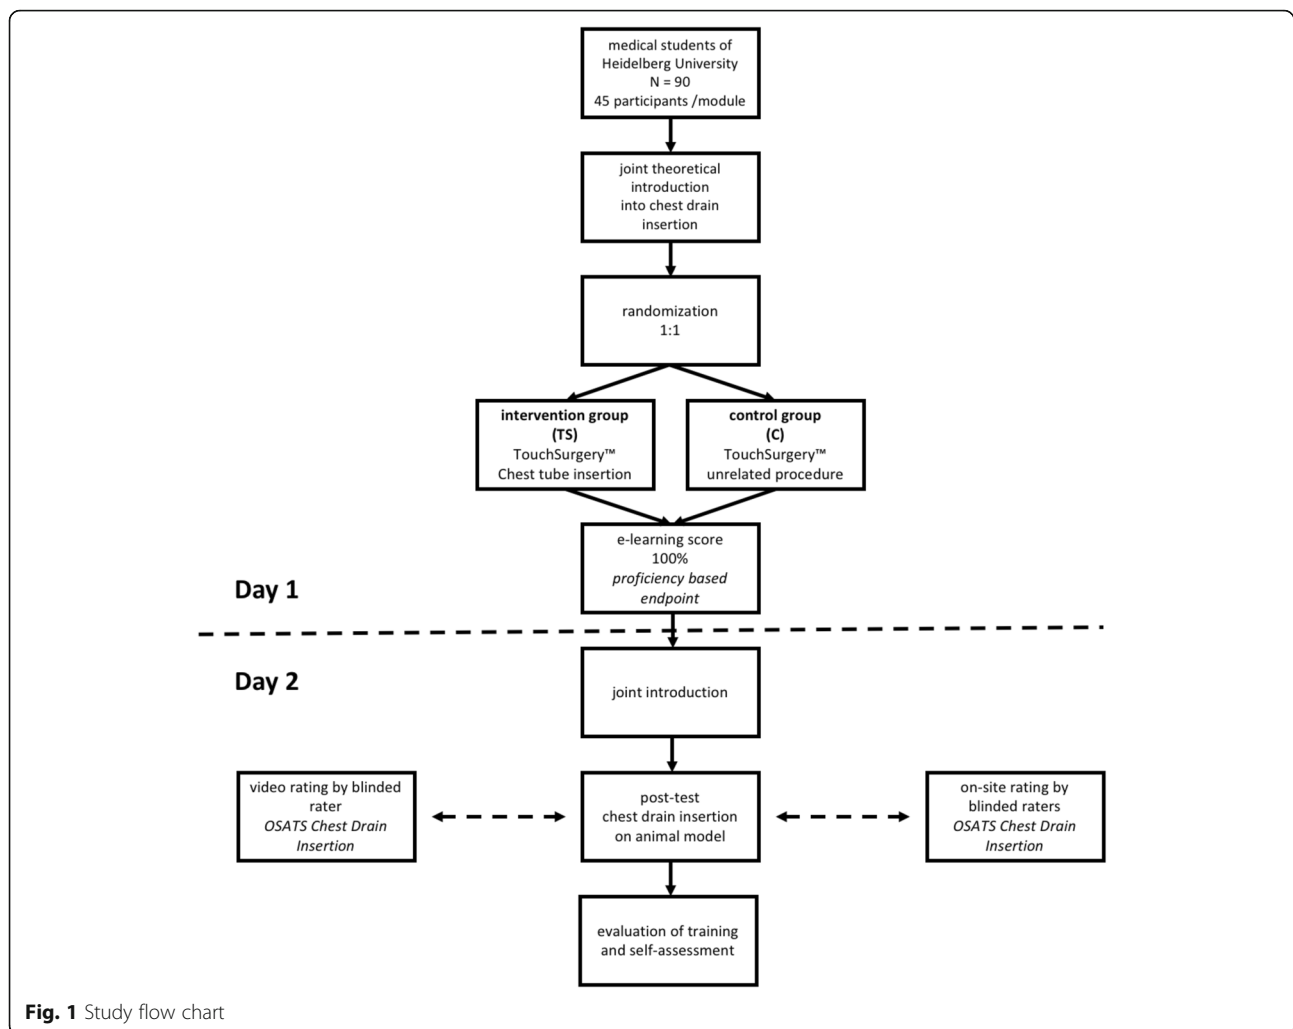 medical students of
Heidelberg University
N = 90
45 participants /module
joint theoretical
introduction
into chest drain
insertion
randomization
1:1
intervention group
(TS)
TouchSurgery™
Chest tube insertion
control group
(C)
TouchSurgery™
unrelated procedure
e-learning score
100%
proficiency based
endpoint
Day 1
Day 2
joint introduction
video rating by blinded
rater
OSATS Chest Drain
Insertion
post-test
chest drain insertion
on animal model
on-site rating by
blinded raters
OSATS Chest Drain
Insertion
evaluation of training
and self-assessment
Fig. 1 Study flow chart